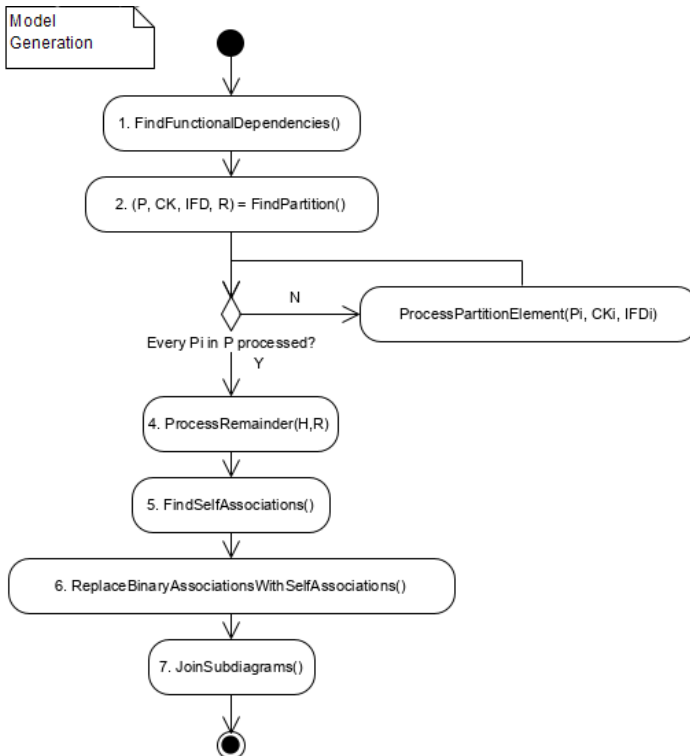 Model
Generation
1. FindFunctionalDependencies()
2. (P, CK, IFD, R) = FindPartition()
N
ProcessPartitionElement(Pi, CKi, IFDi)
Every Pi in P processed?
Y
4. ProcessRemainder(H,R)
5. FindSelfAssociations()
6. ReplaceBinaryAssociationsWithSelfAssociations()
7. JoinSubdiagrams()